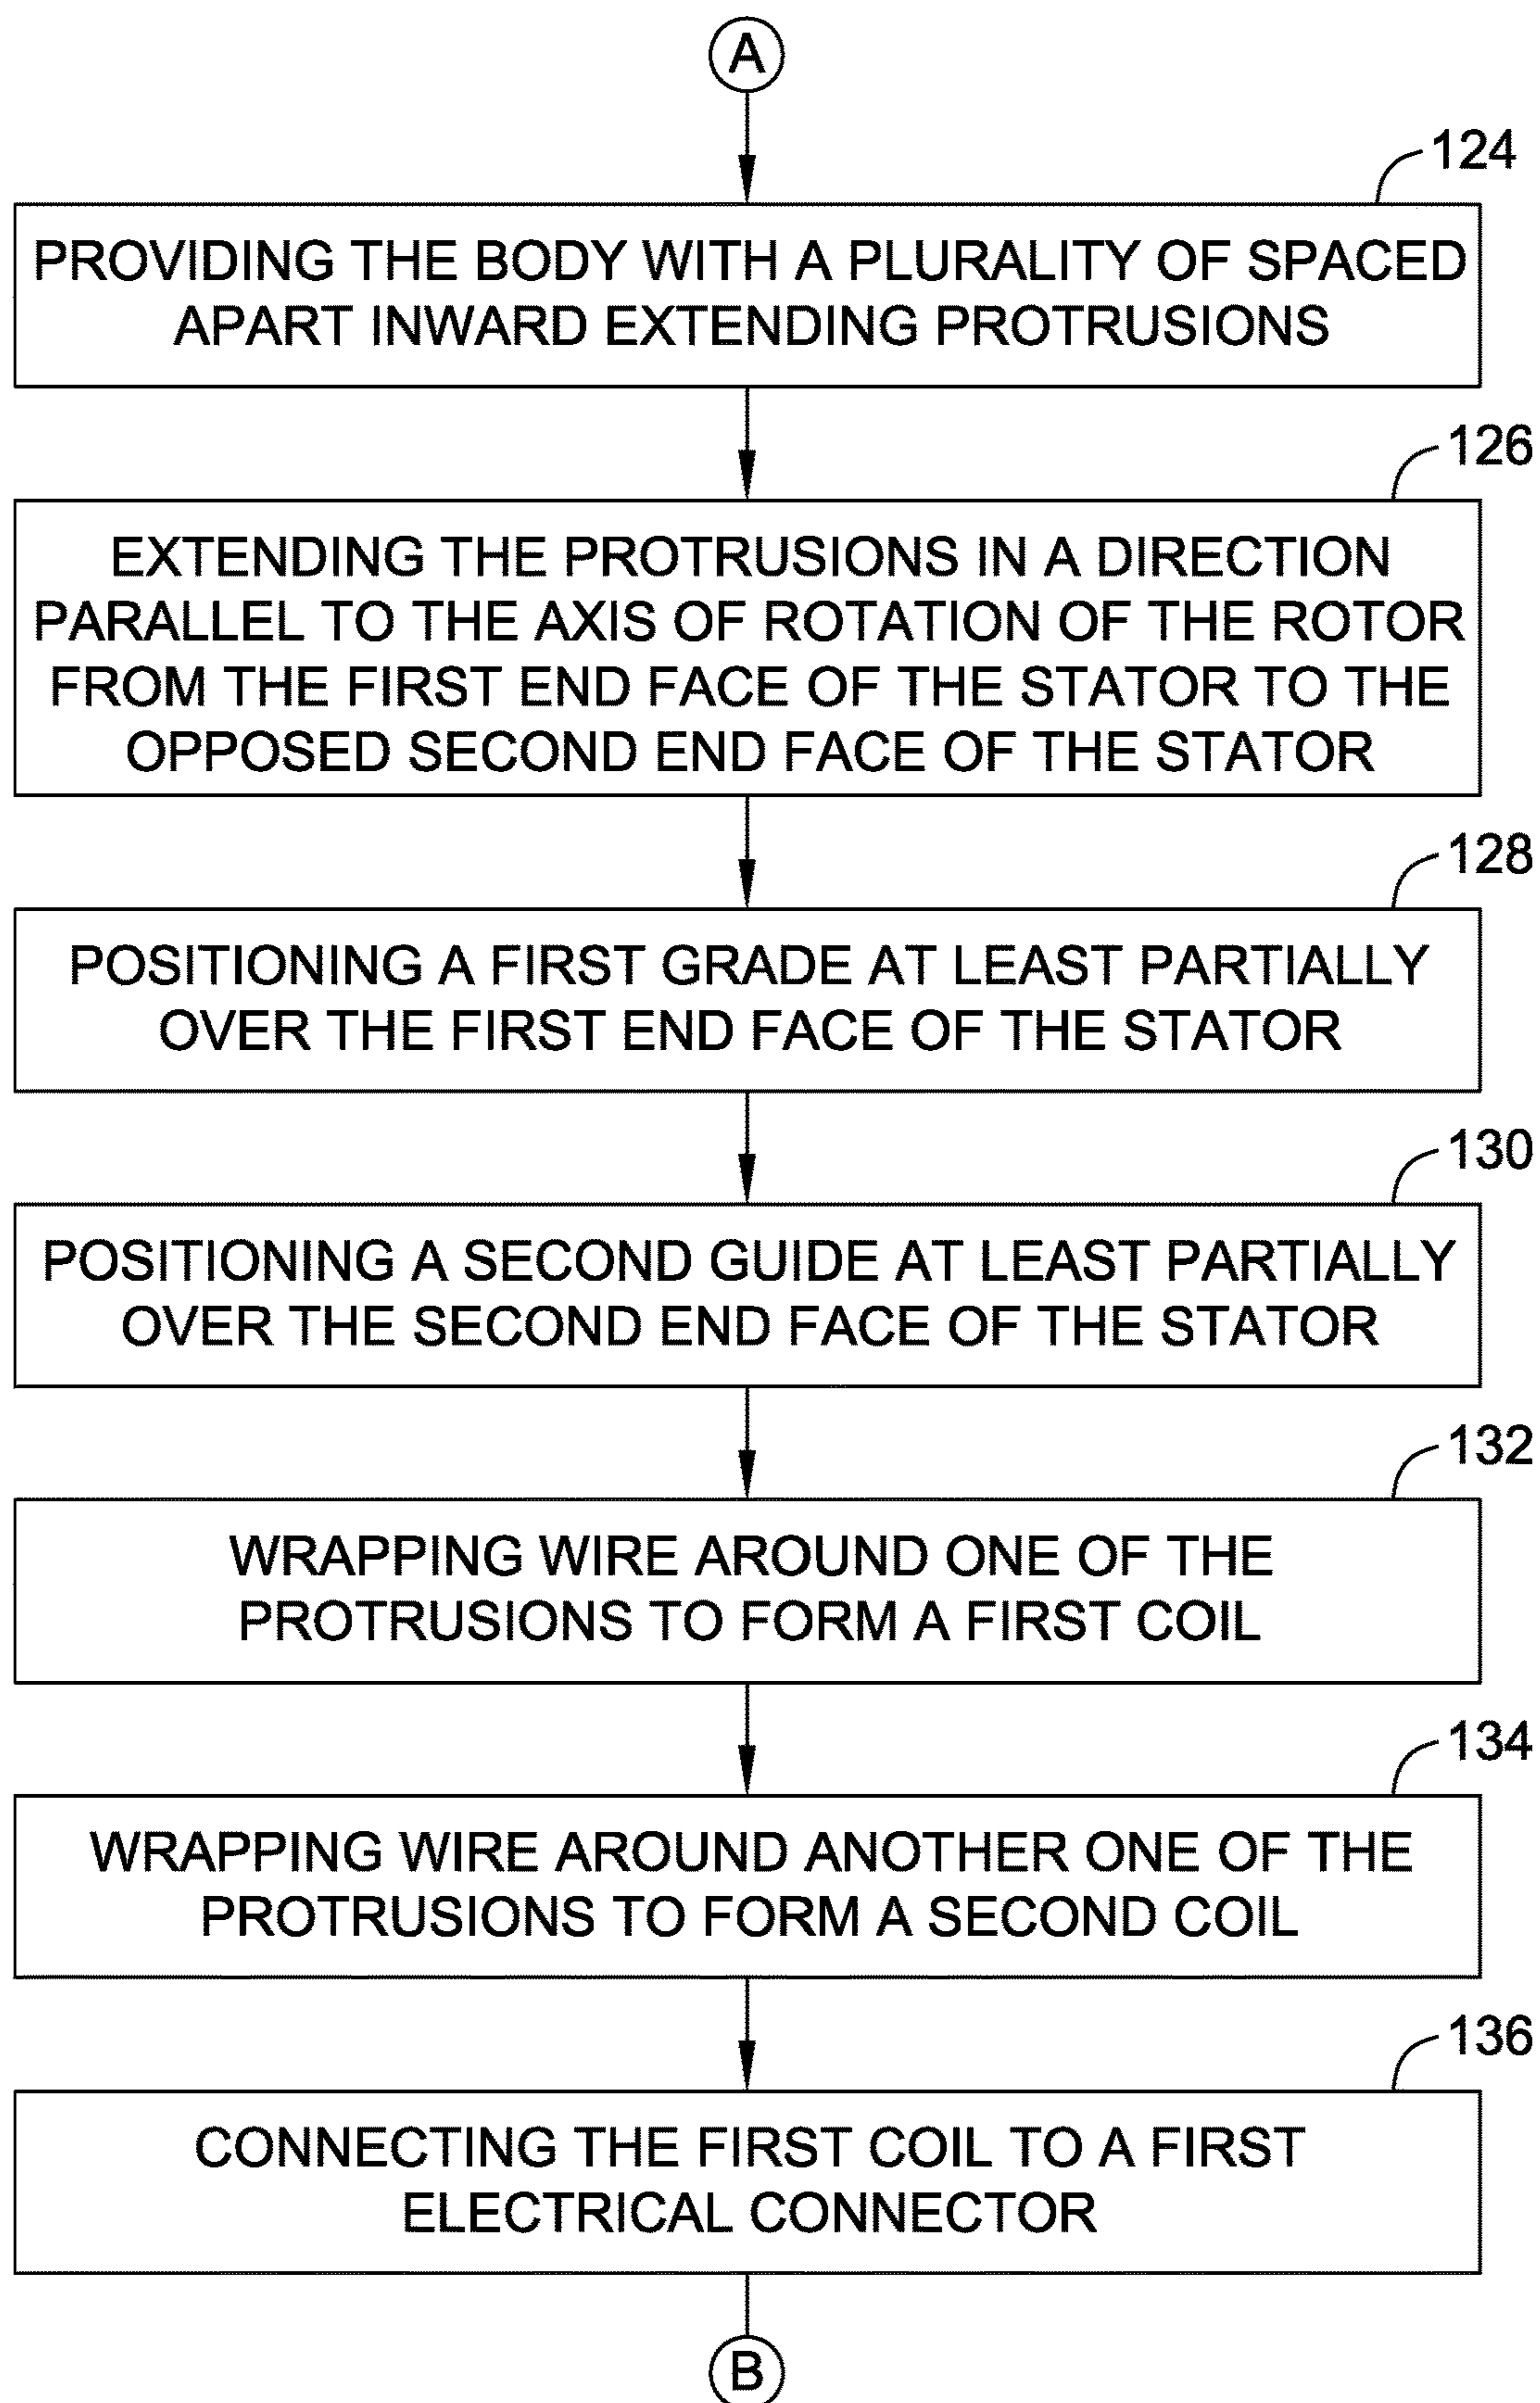 A
124
PROVIDING THE BODY WITH A PLURALITY OF SPACED
APART INWARD EXTENDING PROTRUSIONS
126
EXTENDING THE PROTRUSIONS IN A DIRECTION
PARALLEL TO THE AXIS OF ROTATION OF THE ROTOR
FROM THE FIRST END FACE OF THE STATOR TO THE
OPPOSED SECOND END FACE OF THE STATOR
128
POSITIONING A FIRST GRADE AT LEAST PARTIALLY
OVER THE FIRST END FACE OF THE STATOR
130
POSITIONING A SECOND GUIDE AT LEAST PARTIALLY
OVER THE SECOND END FACE OF THE STATOR
132
WRAPPING WIRE AROUND ONE OF THE
PROTRUSIONS TO FORM A FIRST COIL
134
WRAPPING WIRE AROUND ANOTHER ONE OF THE
PROTRUSIONS TO FORM A SECOND COIL
136
CONNECTING THE FIRST COIL TO A FIRST
ELECTRICAL CONNECTOR
B